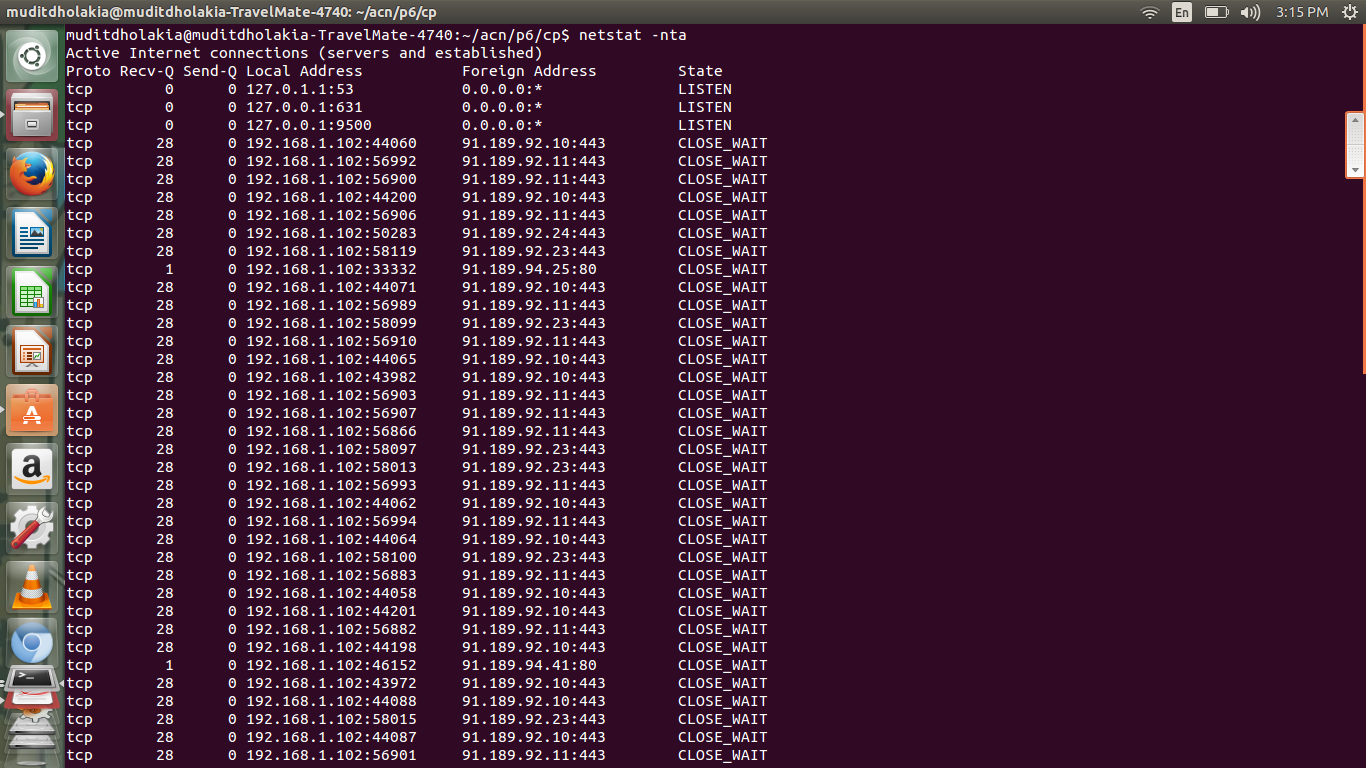 muditdholakia@muditdholakia-TravelMate-4740: ~/acn/p6/cp
En
3:15 PM
muditdholakia@muditdholakia-TravelMate-4740:~/acn/p6/cp$ netstat -nta
Active Internet connections (servers and established)
Proto Recv-Q Send-Q Local Address           Foreign Address         State
tcp        0      0 127.0.1.1:53            0.0.0.0:*               LISTEN
tcp        0      0 127.0.0.1:631           0.0.0.0:*               LISTEN
tcp        0      0 127.0.0.1:9500          0.0.0.0:*               LISTEN
tcp       28      0 192.168.1.102:44060     91.189.92.10:443        CLOSE_WAIT
tcp       28      0 192.168.1.102:56992     91.189.92.11:443        CLOSE_WAIT
tcp       28      0 192.168.1.102:56900     91.189.92.11:443        CLOSE_WAIT
tcp       28      0 192.168.1.102:44200     91.189.92.10:443        CLOSE_WAIT
tcp       28      0 192.168.1.102:56906     91.189.92.11:443        CLOSE_WAIT
tcp       28      0 192.168.1.102:50283     91.189.92.24:443        CLOSE_WAIT
tcp       28      0 192.168.1.102:58119     91.189.92.23:443        CLOSE_WAIT
tcp        1      0 192.168.1.102:33332     91.189.94.25:80         CLOSE_WAIT
tcp       28      0 192.168.1.102:44071     91.189.92.10:443        CLOSE_WAIT
tcp       28      0 192.168.1.102:56989     91.189.92.11:443        CLOSE_WAIT
tcp       28      0 192.168.1.102:58099     91.189.92.23:443        CLOSE_WAIT
tcp       28      0 192.168.1.102:56910     91.189.92.11:443        CLOSE_WAIT
tcp       28      0 192.168.1.102:44065     91.189.92.10:443        CLOSE_WAIT
tcp       28      0 192.168.1.102:43982     91.189.92.10:443        CLOSE_WAIT
tcp       28      0 192.168.1.102:56903     91.189.92.11:443        CLOSE_WAIT
tcp       28      0 192.168.1.102:56907     91.189.92.11:443        CLOSE_WAIT
tcp       28      0 192.168.1.102:56866     91.189.92.11:443        CLOSE_WAIT
tcp       28      0 192.168.1.102:58097     91.189.92.23:443        CLOSE_WAIT
tcp       28      0 192.168.1.102:58013     91.189.92.23:443        CLOSE_WAIT
tcp       28      0 192.168.1.102:56993     91.189.92.11:443        CLOSE_WAIT
tcp       28      0 192.168.1.102:44062     91.189.92.10:443        CLOSE_WAIT
tcp       28      0 192.168.1.102:56994     91.189.92.11:443        CLOSE_WAIT
tcp       28      0 192.168.1.102:44064     91.189.92.10:443        CLOSE_WAIT
tcp       28      0 192.168.1.102:58100     91.189.92.23:443        CLOSE_WAIT
tcp       28      0 192.168.1.102:56883     91.189.92.11:443        CLOSE_WAIT
tcp       28      0 192.168.1.102:44058     91.189.92.10:443        CLOSE_WAIT
tcp       28      0 192.168.1.102:44201     91.189.92.10:443        CLOSE_WAIT
tcp       28      0 192.168.1.102:56882     91.189.92.11:443        CLOSE_WAIT
tcp       28      0 192.168.1.102:44198     91.189.92.10:443        CLOSE_WAIT
tcp        1      0 192.168.1.102:46152     91.189.94.41:80         CLOSE_WAIT
tcp       28      0 192.168.1.102:43972     91.189.92.10:443        CLOSE_WAIT
tcp       28      0 192.168.1.102:44088     91.189.92.10:443        CLOSE_WAIT
tcp       28      0 192.168.1.102:58015     91.189.92.23:443        CLOSE_WAIT
tcp       28      0 192.168.1.102:44087     91.189.92.10:443        CLOSE_WAIT
tcp       28      0 192.168.1.102:56901     91.189.92.11:443        CLOSE_WAIT